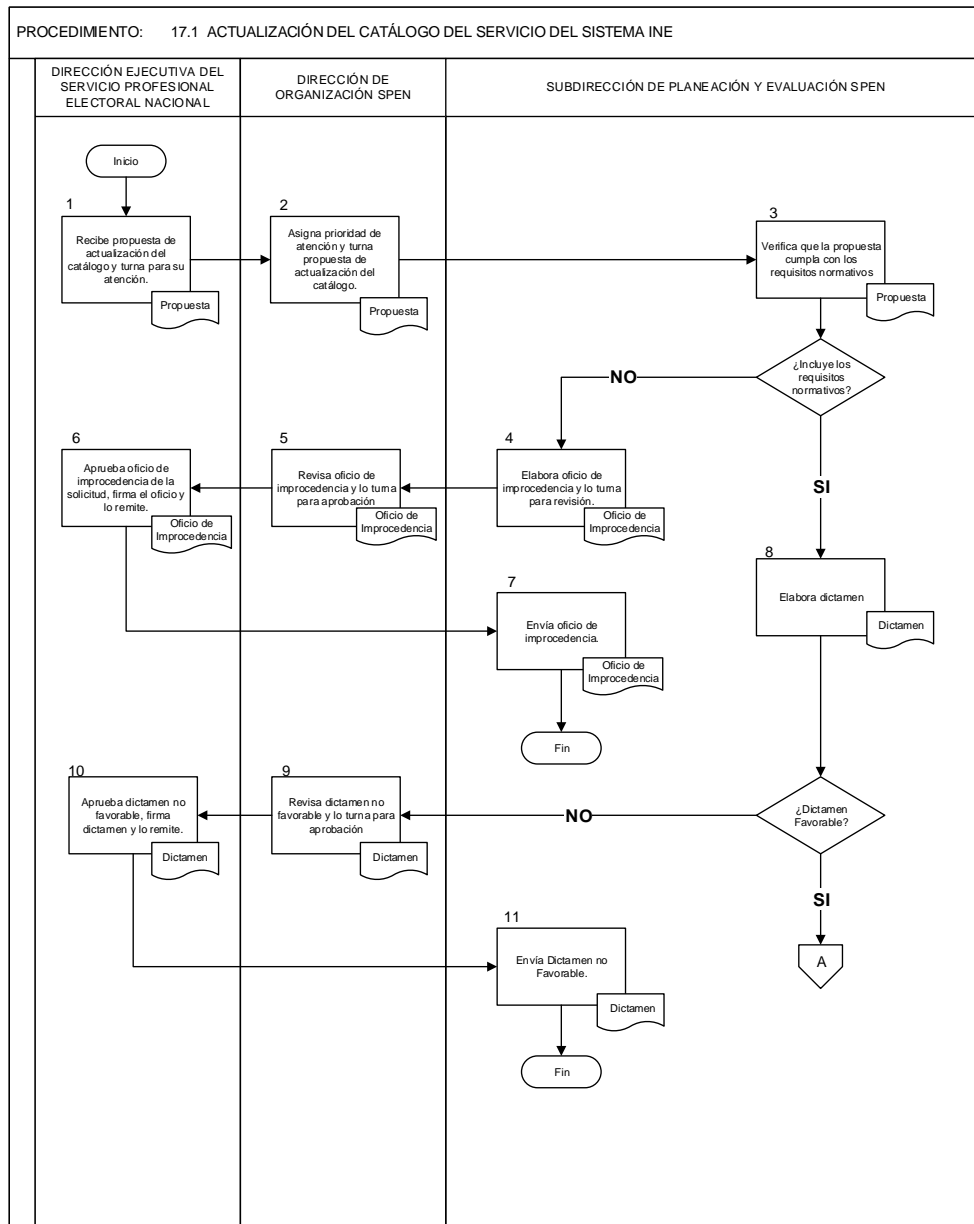 PROCEDIMIENTO: 17.1 ACTUALIZACIÓN DEL CATÁLOGO DEL SERVICIO DEL SISTEMA INE
DIRECCIÓN EJECUTIVA DEL
SERVICIO PROFESIONAL
ELECTORAL NACIONAL
DIRECCIÓN DE
ORGANIZACIÓN SPEN
SUBDIRECCIÓN DE PLANEACIÓN Y EVALUACIÓN SPEN
Inicio
1
Recibe propuesta de
actualización del
catálogo y turna para su
atención.
Propuesta
2
Asigna prioridad de
atención y turna
propuesta de
actualización del
catálogo.
Propuesta
3
Verifica que la propuesta
cumpla con los
requisitos normativos
Propuesta
¿Incluye los
requisitos
normativos?
NO
SI
4
Elabora oficio de
improcedencia y lo turna
para revisión.
Oficio de
Improcedencia
5
Revisa oficio de
improcedencia y lo turna
para aprobación
Oficio de
Improcedencia
6
Aprueba oficio de
improcedencia de la
solicitud, firma el oficio y
lo remite.
Oficio de
Improcedencia
7
Envía oficio de
improcedencia.
Oficio de
Improcedencia
Fin
8
Elabora dictamen
Dictamen
¿Dictamen
Favorable?
NO
SI
A
9
Revisa dictamen no
favorable y lo turna para
aprobación
Dictamen
10
Aprueba dictamen no
favorable, firma
dictamen y lo remite.
Dictamen
11
Envía Dictamen no
Favorable.
Dictamen
Fin